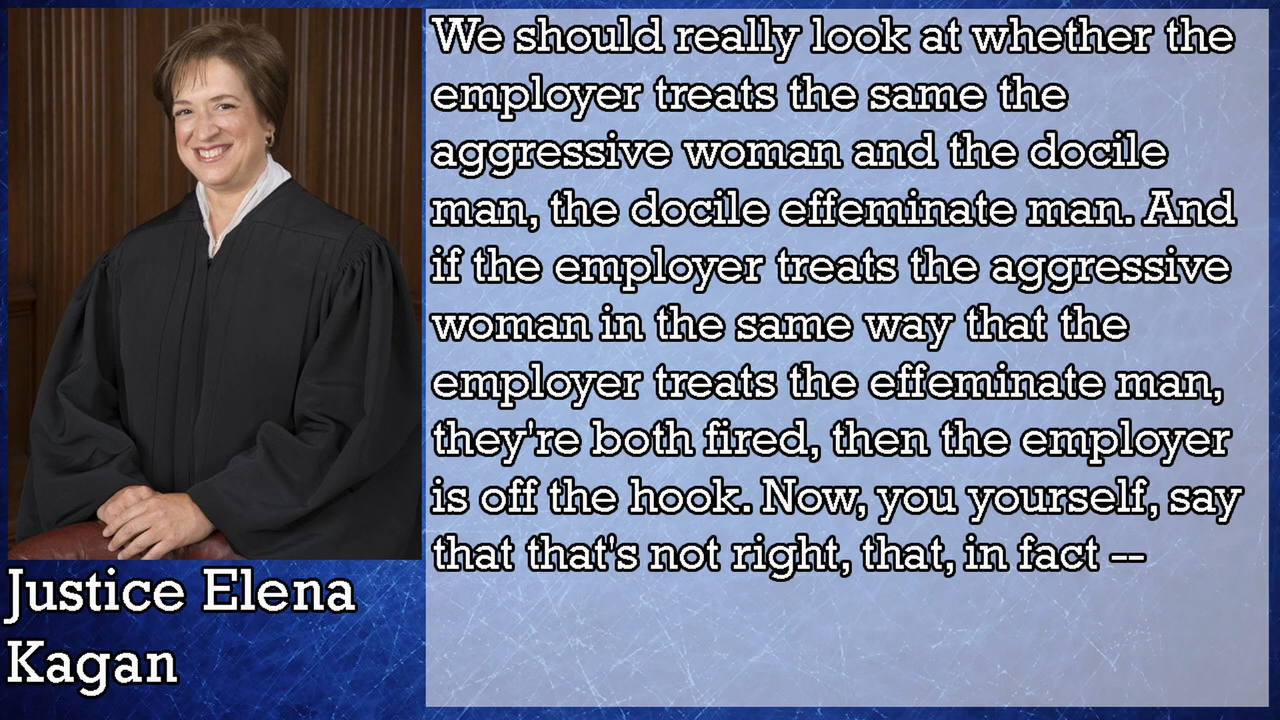 We should really look at whether the
employer treats the same the
aggressive woman and the docile
man, the docile effeminate man. And
if the employer treats the aggressive
woman in the same way that the
employer treats the effeminate man,
they're both fired, then the employer
is off the hook. Now, you yourself, say
that that's not right, that, in fact --
Justice Elena
Kagan